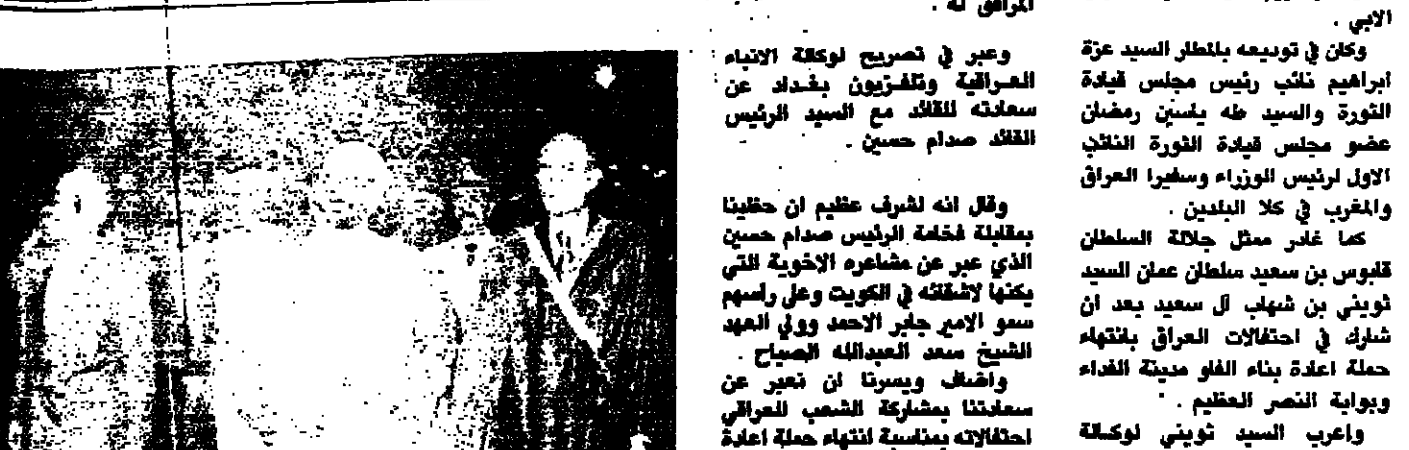 الابي .
وكان في توديعه بالمطار السيد عزة
ابراهيم نائب رئيس مجلس قيادة
الثورة والسيد طه ياسين رمضان
عضو مجلس قيادة الثورة النائب
الاول لرئيس الوزراء وسفيرا العراق
والمغرب في كلا البلدين .
كما غادر ممثل جلالة السلطان
قابوس بن سعيد سلطان عمان السيد
ثويني بن شهاب آل سعيد بعد ان
شارك في احتفالات العراق بانتهاء
حملة اعادة بناء الفاو مدينة الفداء
وبوابة النصر العظيم .
واعرب السيد ثويني لوكالة
المرافق له .
وعبر في تصريح لوكالة الانباء
العراقية وتلفزيون بغداد عن
سعادته للقائه مع السيد الرئيس
القائد صدام حسين .
وقال انه لشرف عظيم ان حظينا
بمقابلة فخامة الرئيس صدام حسين
الذي عبر عن مشاعره الاخوية التي
يكنها لاشقائه في الكويت وعلى راسهم
سمو الامير جابر الاحمد وولي العهد
الشيخ سعد العبدالله الصباح .
واضاف ويسرنا ان نعبر عن
سعادتنا بمشاركة الشعب العراقي
احتفالاته بمناسبة انتهاء حملة اعادة